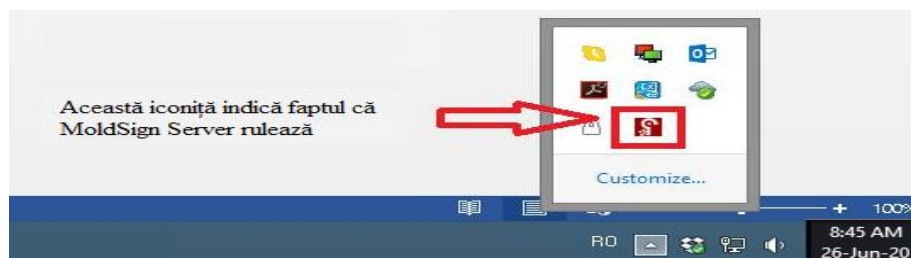 Această iconiță indică faptul că
MoldSign Server rulează
Customize...
100%
RO
8:45 AM
26-Jun-20